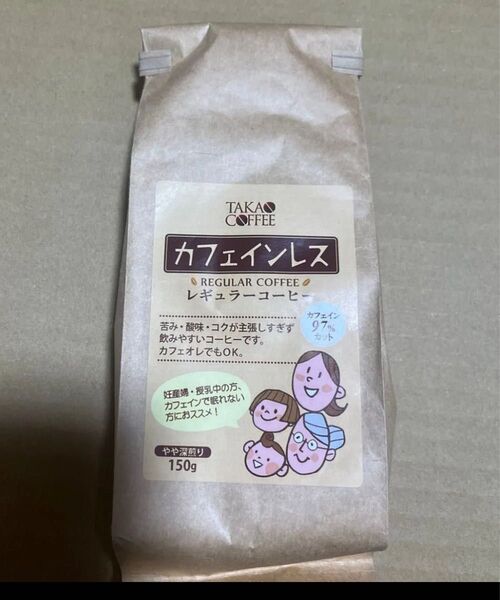 TAKAO
COFFEE
カフェインレス
REGULAR COFFEE
レギュラーコーヒー
カフェイン
97%
カット
苦み・酸味・コクが主張しすぎず
飲みやすいコーヒーです。
カフェオレでもOK。
妊産婦・授乳中の方、
カフェインで眠れない
方におススメ!
やや深煎り
150g